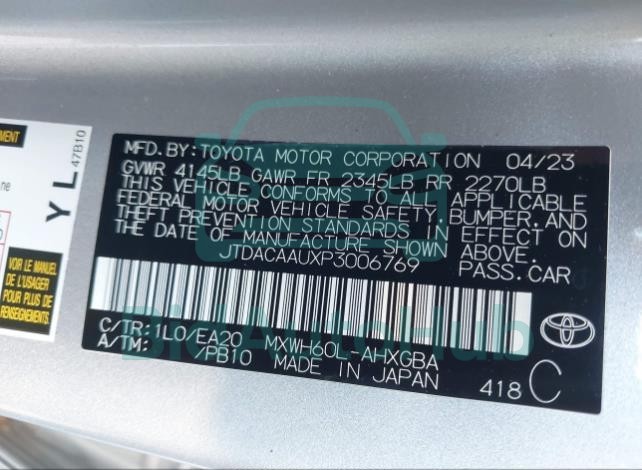 MFD. BY: TOYOTA MOTOR CORPORATION 04/23
GVWR 4145LB GAWR FR 2345LB RR 2270LB
THIS VEHICLE CONFORMS TO ALL APPLICABLE
FEDERAL MOTOR VEHICLE SAFETY, BUMPER, AND
THEFT PREVENTION STANDARDS IN EFFECT ON
THE DATE OF MANUFACTURE SHOWN ABOVE.
JTDACAAUXP3006769 PASS. CAR
C/TR: 1L0/EA20 MXWH60L-AHXGBA
A/TM: /PB10 MADE IN JAPAN
418 C
YL
47B10
VOIR LE MANUEL
DE L'USAGER
POUR PLUS DE
RENSEIGNEMENTS
BidAutoHub